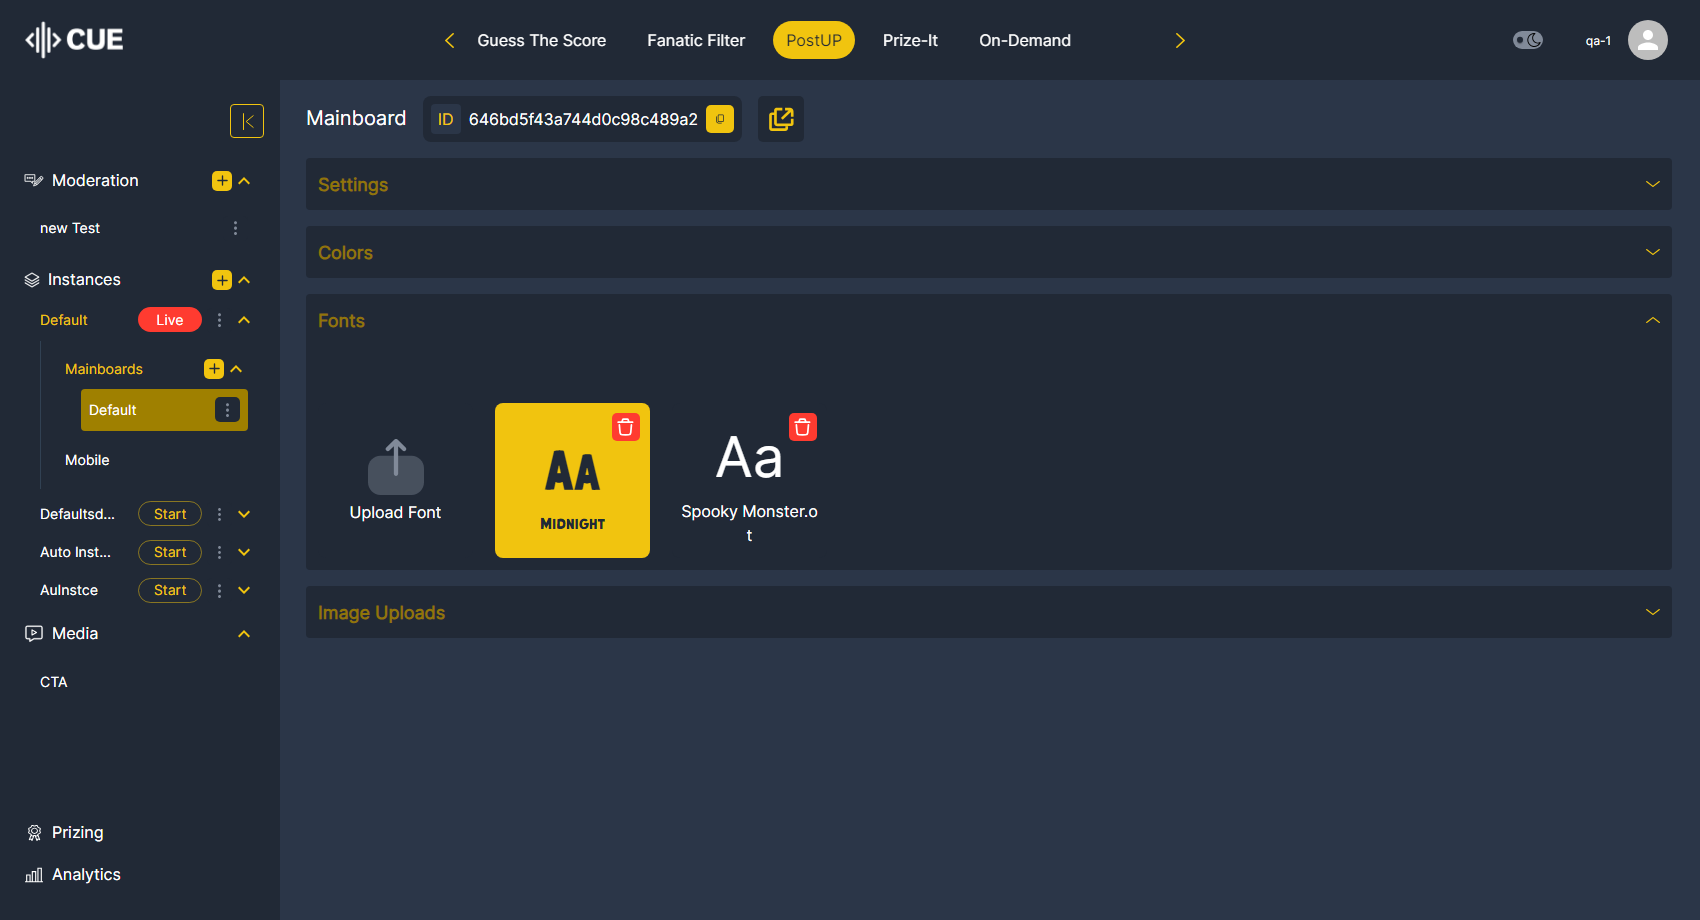 CUE
Guess The Score
Fanatic Filter
PostUP
Prize-It
On-Demand
qa-1
Mainboard
ID 646bd5f43a744d0c98c489a2
Moderation
new Test
Instances
Default Live
Mainboards
Default
Mobile
Defaultsd... Start
Auto Inst... Start
AuInstce Start
Media
CTA
Prizing
Analytics
Settings
Colors
Fonts
Upload Font
Aa
Midnight
Aa
Spooky Monster.o
t
Image Uploads